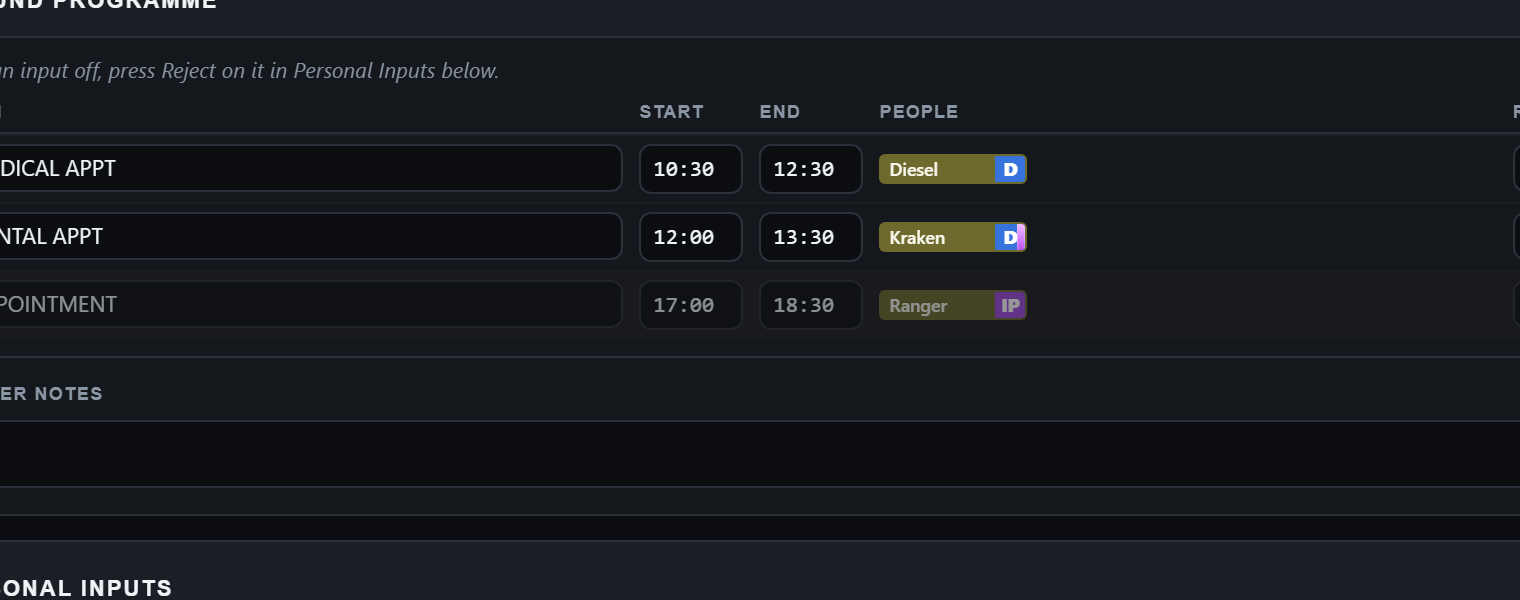 UND PROGRAMME
an input off, press Reject on it in Personal Inputs below.
START END PEOPLE
DICAL APPT 10:30 12:30 Diesel D
NTAL APPT 12:00 13:30 Kraken D
POINTMENT 17:00 18:30 Ranger IP
ER NOTES
SONAL INPUTS